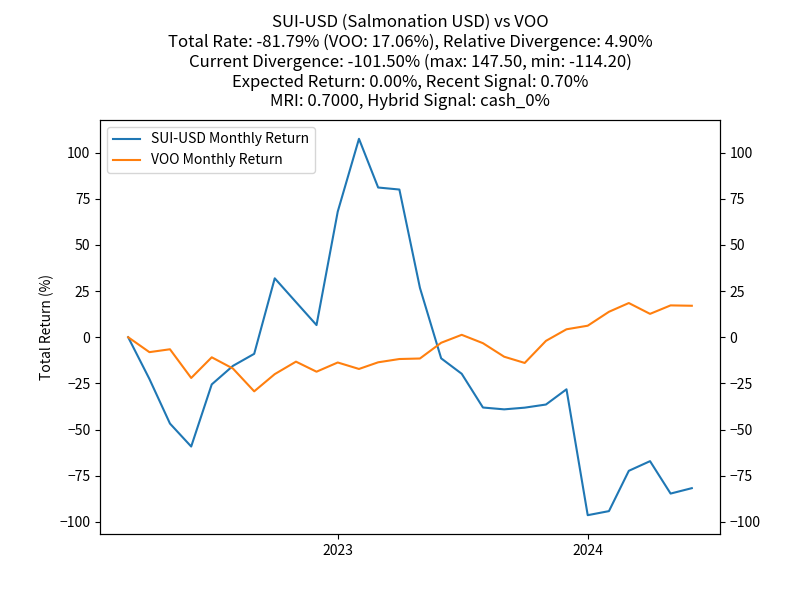 SUI-USD (Salmonation USD) vs VOO
Total Rate: -81.79% (VOO: 17.06%), Relative Divergence: 4.90%
Current Divergence: -101.50% (max: 147.50, min: -114.20)
Expected Return: 0.00%, Recent Signal: 0.70%
MRI: 0.7000, Hybrid Signal: cash_0%
SUI-USD Monthly Return
VOO Monthly Return
Total Return (%)
100
75
50
25
0
−25
−50
−75
−100
100
75
50
25
0
−25
−50
−75
−100
2023
2024